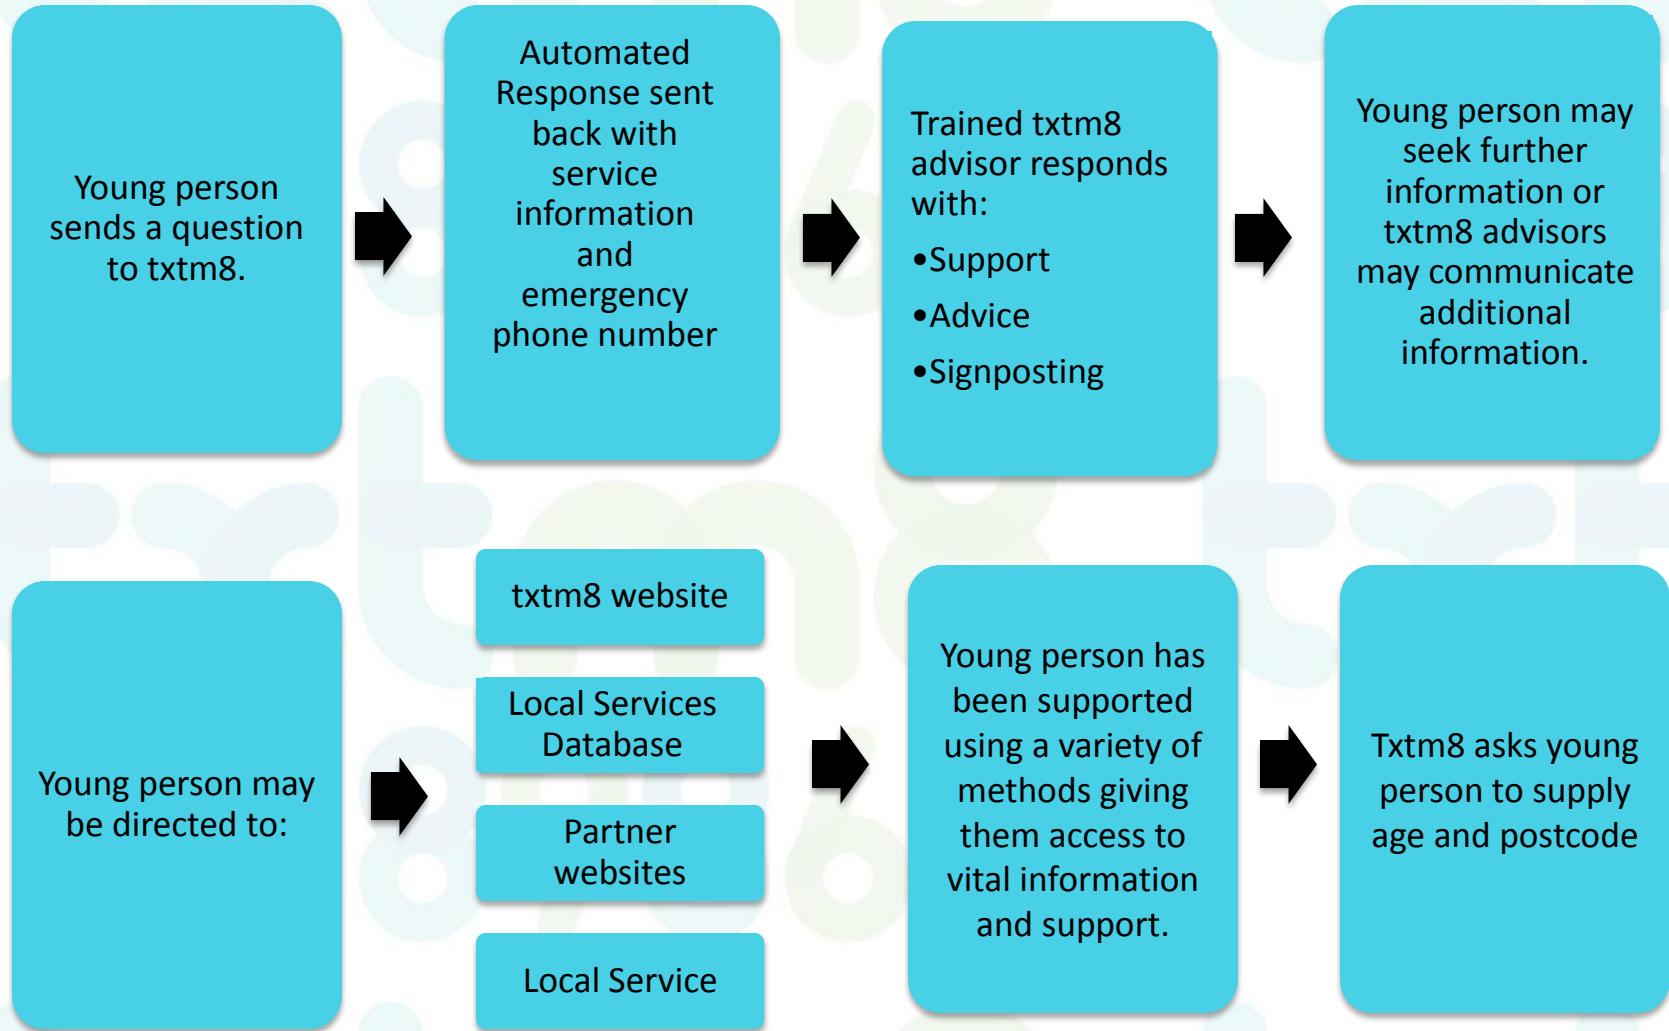 Young person
sends a question
to txtm8.
Automated
Response sent
back with
service
information
and
emergency
phone number
Trained txtm8
advisor responds
with:
•Support
•Advice
•Signposting
Young person may
seek further
information or
txtm8 advisors
may communicate
additional
information.
Young person may
be directed to:
txtm8 website
Local Services
Database
Partner
websites
Local Service
Young person has
been supported
using a variety of
methods giving
them access to
vital information
and support.
Txtm8 asks young
person to supply
age and postcode